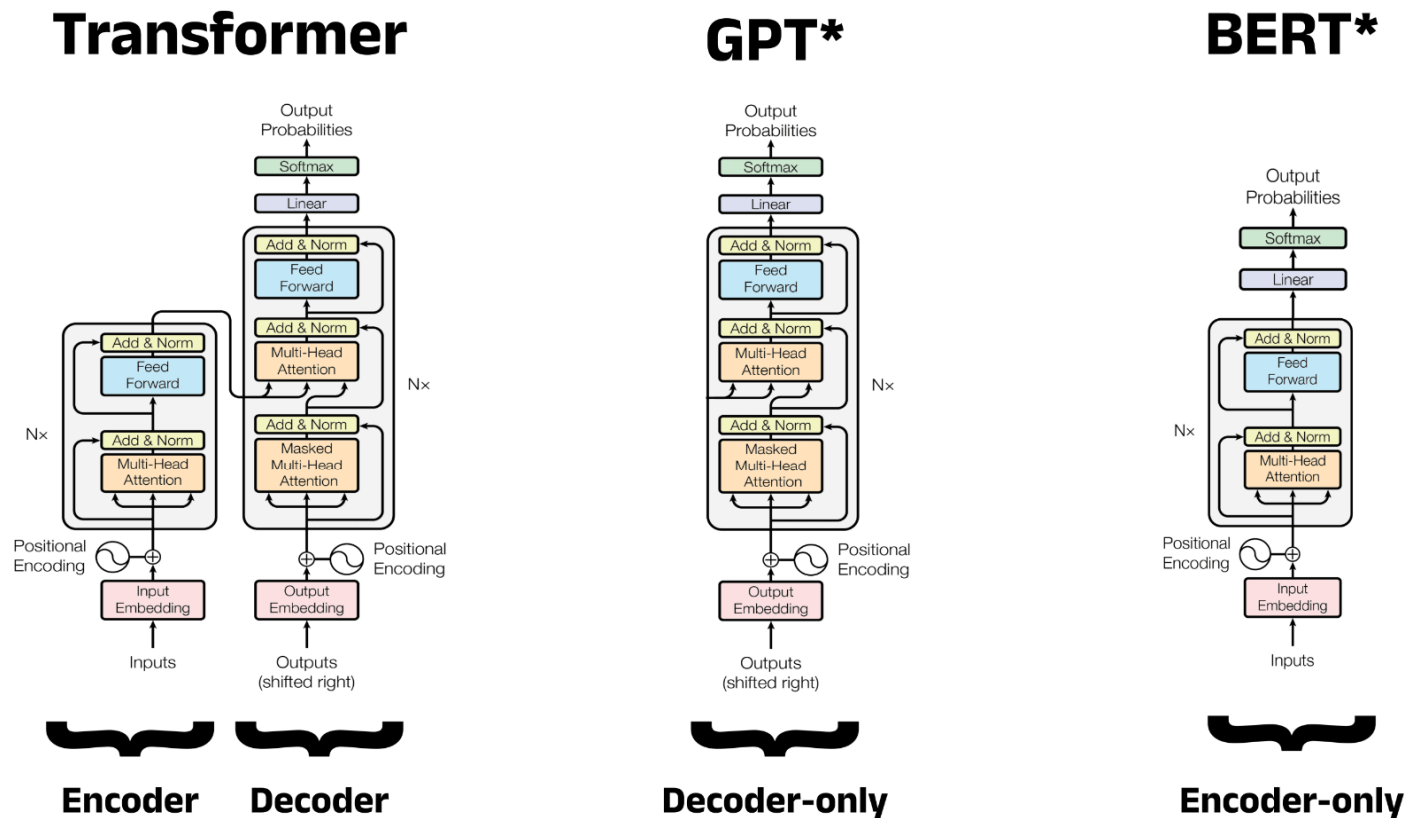 Transformer
Output
Probabilities
Softmax
Linear
Add & Norm
Feed
Forward
Add & Norm
Multi-Head
Attention
Add & Norm
Masked
Multi-Head
Attention
Nx
Positional
Encoding
Output
Embedding
Outputs
(shifted right)
Add & Norm
Feed
Forward
Add & Norm
Multi-Head
Attention
Nx
Positional
Encoding
Input
Embedding
Inputs
Encoder
Decoder
GPT*
Output
Probabilities
Softmax
Linear
Add & Norm
Feed
Forward
Add & Norm
Multi-Head
Attention
Add & Norm
Masked
Multi-Head
Attention
Nx
Positional
Encoding
Output
Embedding
Outputs
(shifted right)
Decoder-only
BERT*
Output
Probabilities
Softmax
Linear
Add & Norm
Feed
Forward
Add & Norm
Multi-Head
Attention
Nx
Positional
Encoding
Input
Embedding
Inputs
Encoder-only